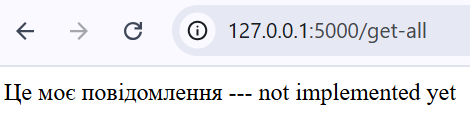 127.0.0.1:5000/get-all
Це моє повідомлення --- not implemented yet